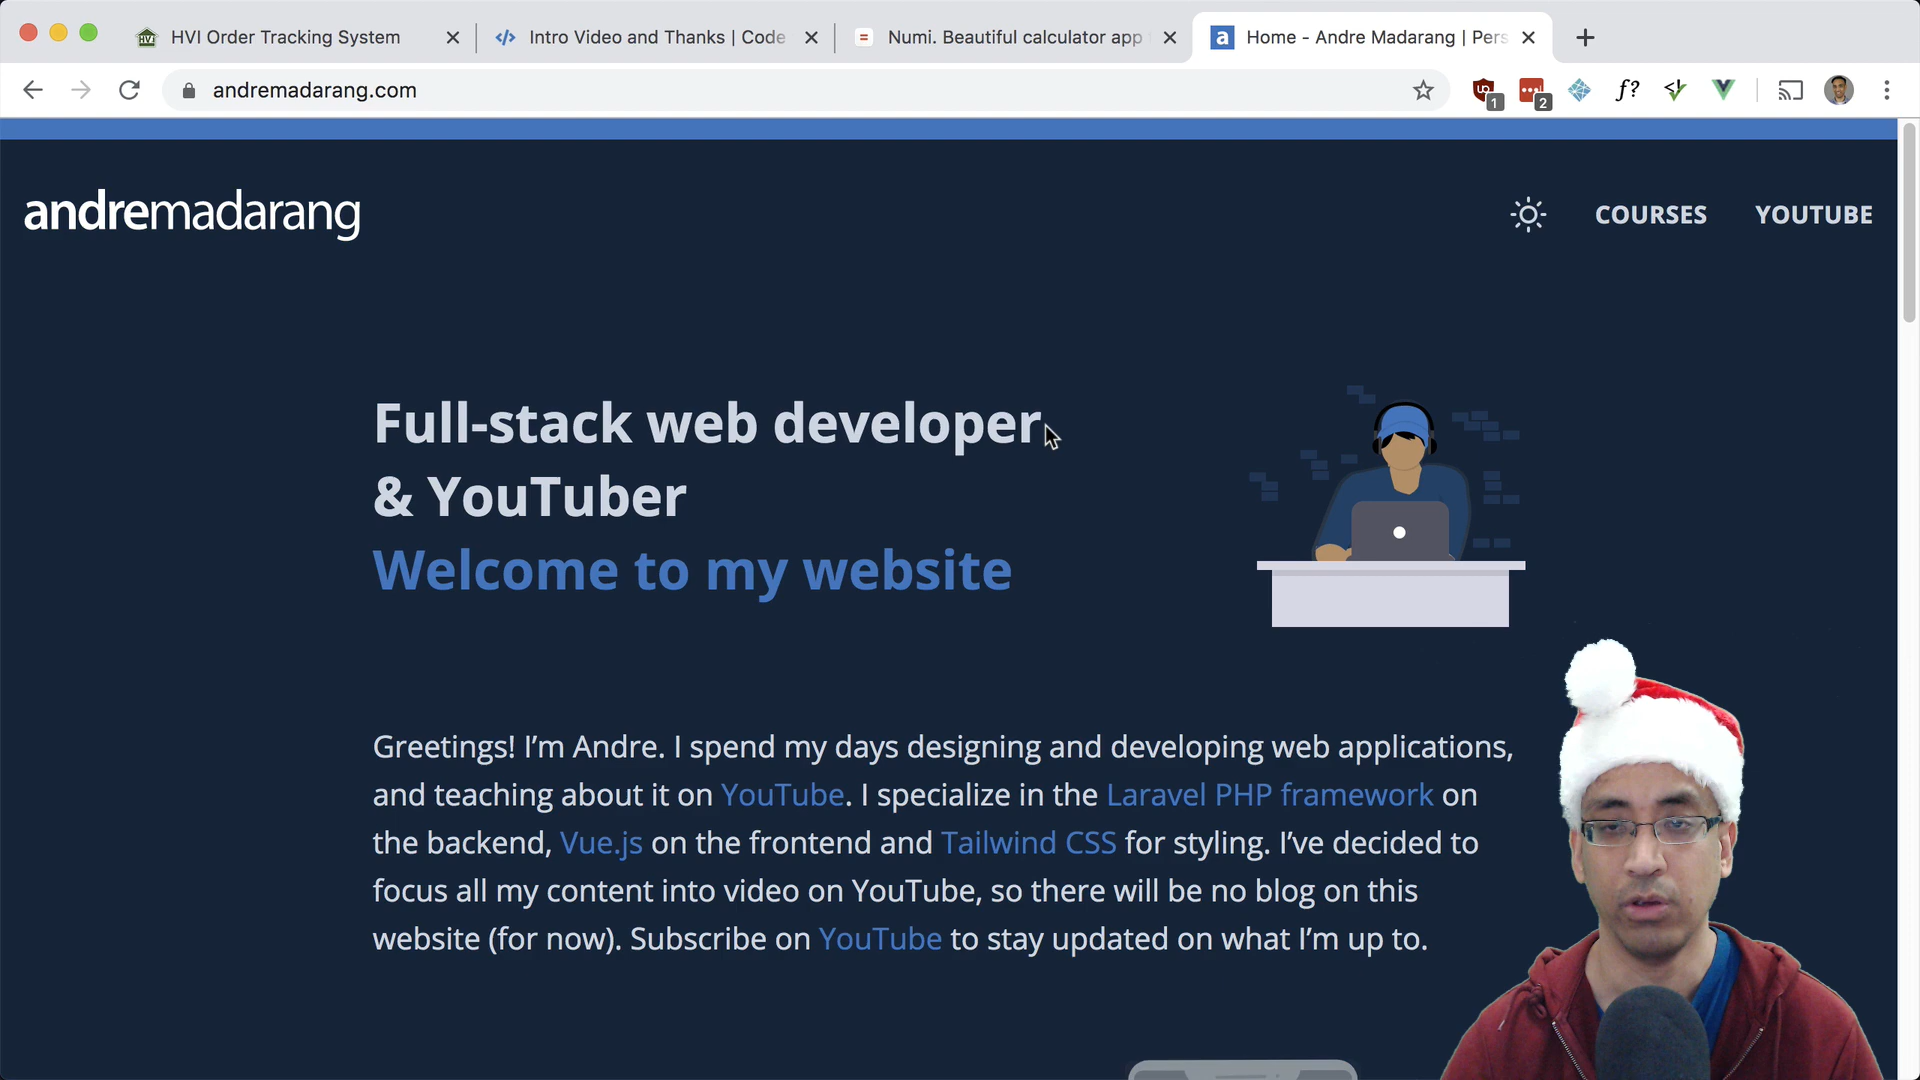 HVI Order Tracking System
Intro Video and Thanks | Code
Numi. Beautiful calculator app
Home - Andre Madarang | Pers
andremadarang.com
1
2
f?
andremadarang
COURSES
YOUTUBE
Full-stack web developer
& YouTuber
Welcome to my website
Greetings! I’m Andre. I spend my days designing and developing web applications,
and teaching about it on YouTube. I specialize in the Laravel PHP framework on
the backend, Vue.js on the frontend and Tailwind CSS for styling. I’ve decided to
focus all my content into video on YouTube, so there will be no blog on this
website (for now). Subscribe on YouTube to stay updated on what I’m up to.